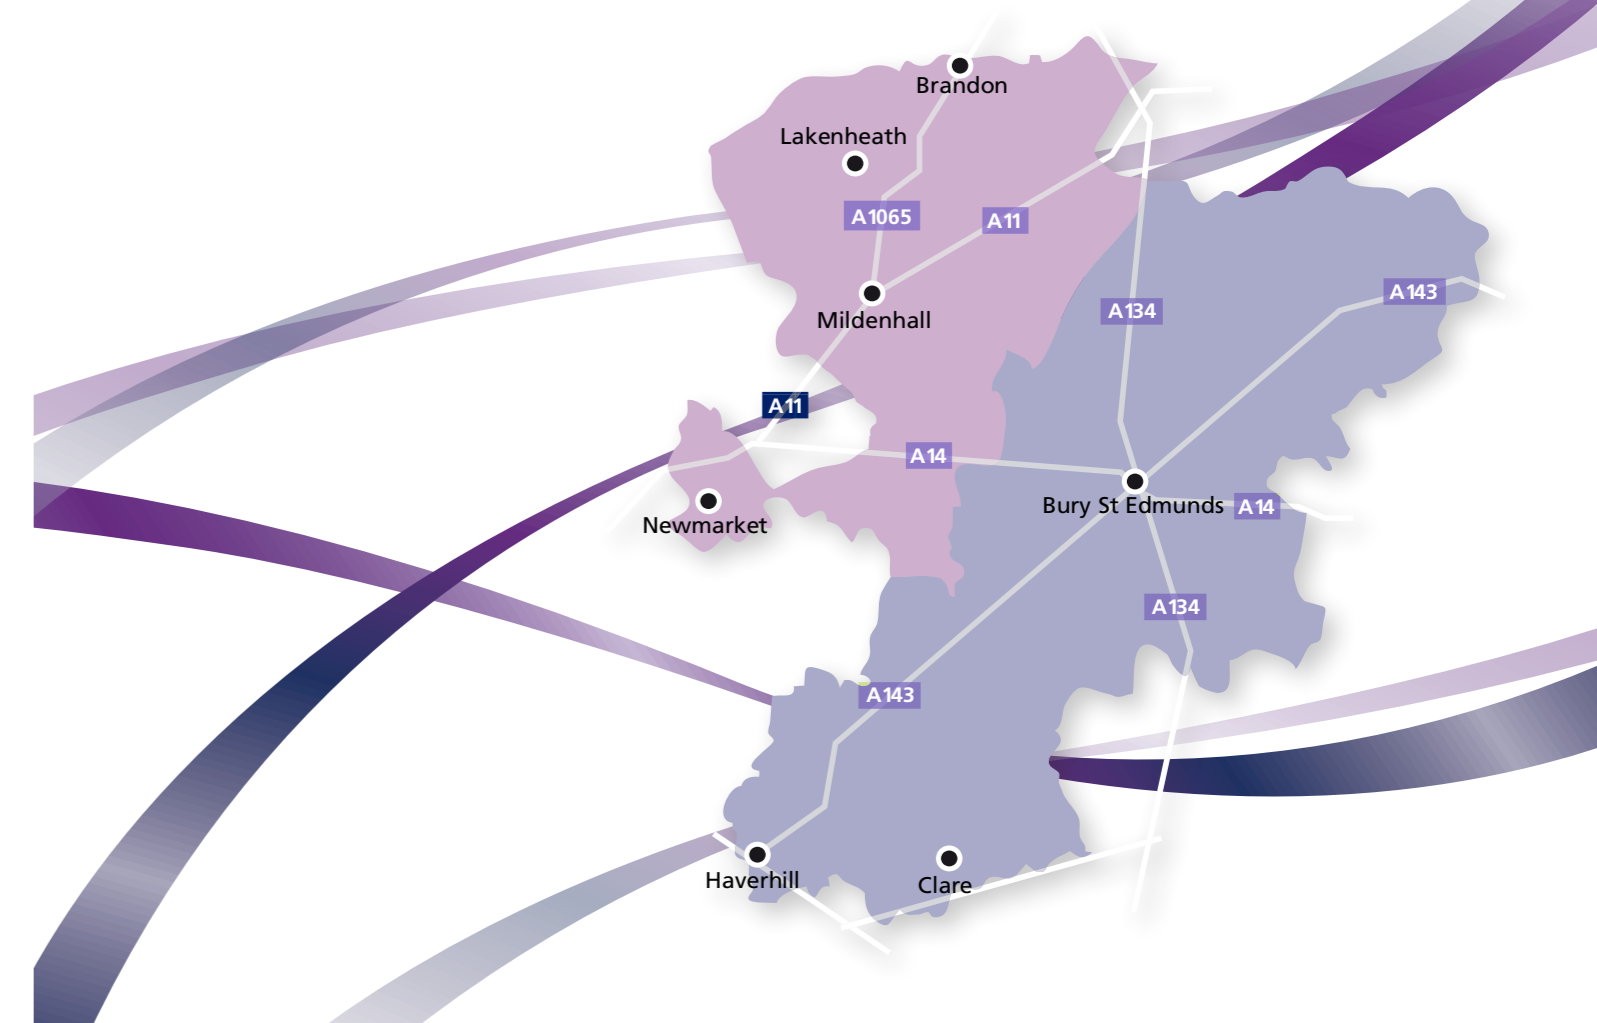 Brandon
Lakenheath
A1065
A11
Mildenhall
A143
A134
A11
A14
Newmarket
Bury St Edmunds
A14
A134
A143
Haverhill
Clare